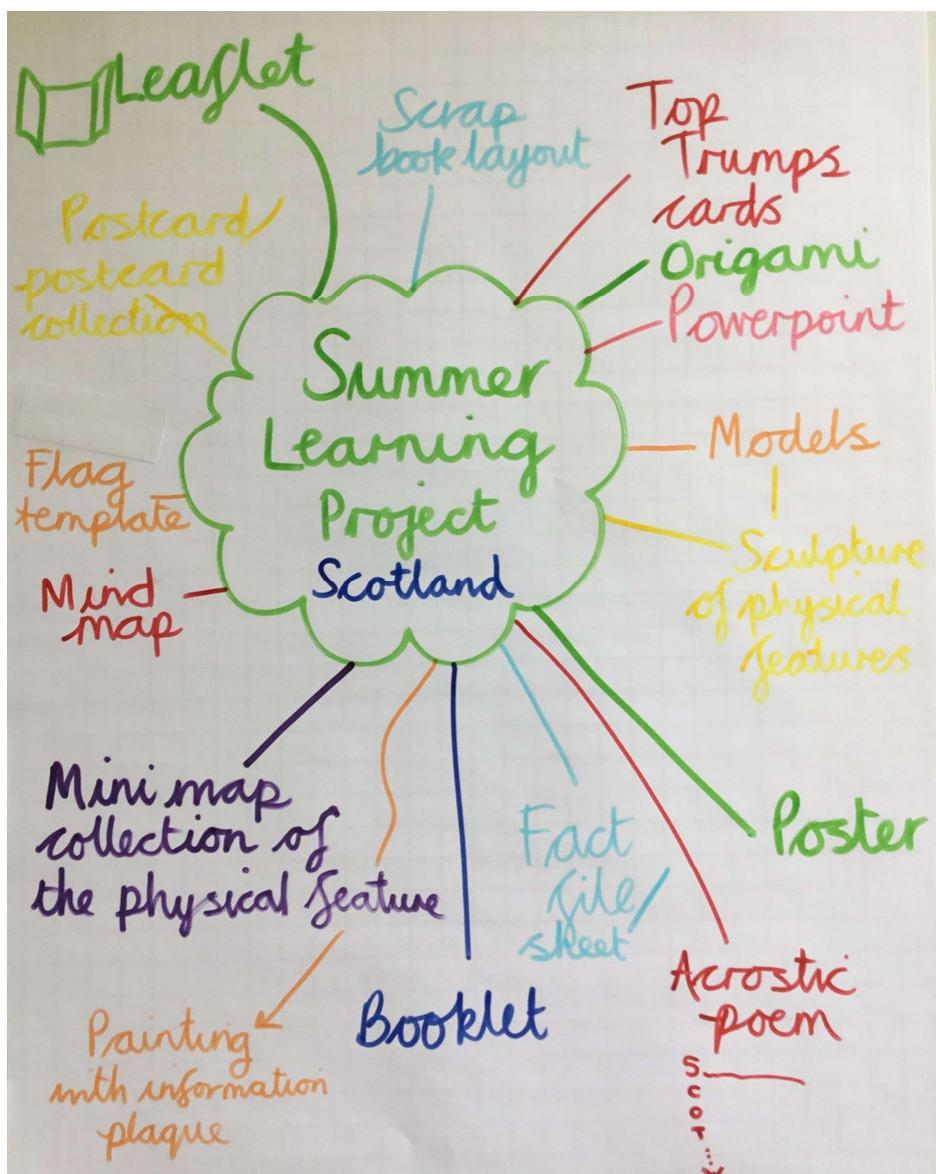 Leaflet
Scrap
book layout
Top
Trumps
cards
Origami
Powerpoint
Postcard/
postcard
collection
Summer
Learning
Project
Scotland
Models
Sculpture
of physical
features
Flag
template
Mind
map
Mini map
collection of
the physical feature
Fact
file/
sheet
Poster
Painting
with information
plaque
Booklet
Acrostic
poem
S
c
o
T